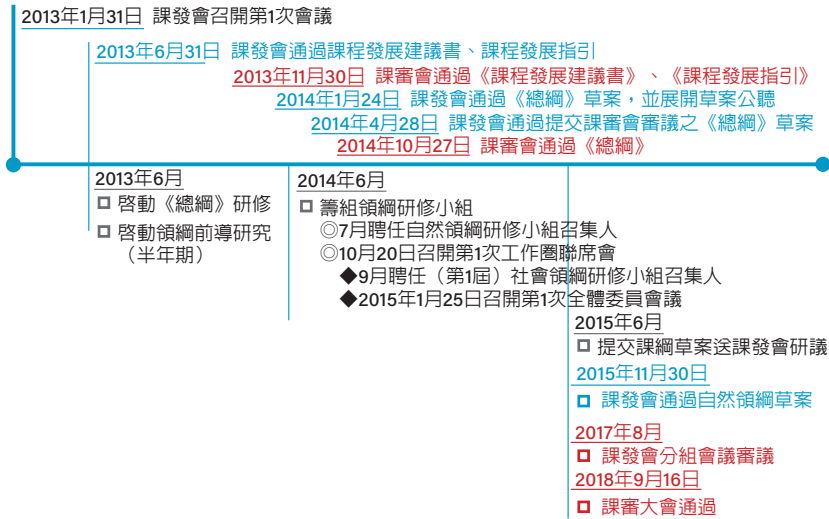 2013年1月31日 課發會召開第1次會議
2013年6月31日 課發會通過課程發展建議書、課程發展指引
2013年11月30日 課審會通過《課程發展建議書》、《課程發展指引》
2014年1月24日 課發會通過《總綱》草案，並展開草案公聽
2014年4月28日 課發會通過提交課審會審議之《總綱》草案
2014年10月27日 課審會通過《總綱》
2013年6月
啓動《總綱》研修
啓動領綱前導研究
（半年期）
2014年6月
籌組領綱研修小組
◎7月聘任自然領綱研修小組召集人
◎10月20日召開第1次工作圈聯席會
◆9月聘任（第1屆）社會領綱研修小組召集人
◆2015年1月25日召開第1次全體委員會議
2015年6月
提交課綱草案送課發會研議
2015年11月30日
課發會通過自然領綱草案
2017年8月
課發會分組會議審議
2018年9月16日
課審大會通過